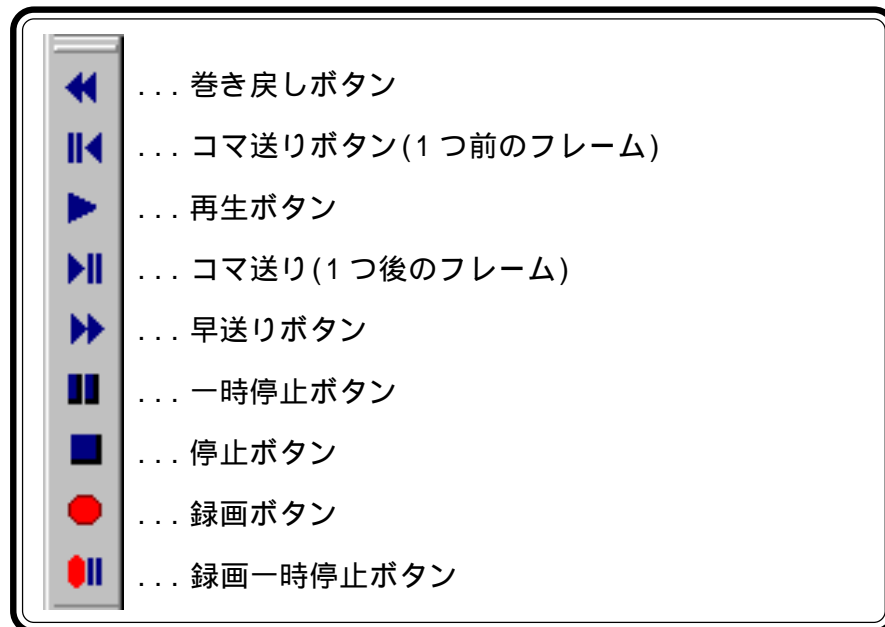 ...巻き戻しボタン
...コマ送りボタン(1つ前のフレーム)
...再生ボタン
...コマ送り(1つ後のフレーム)
...早送りボタン
...一時停止ボタン
...停止ボタン
...録画ボタン
...録画一時停止ボタン